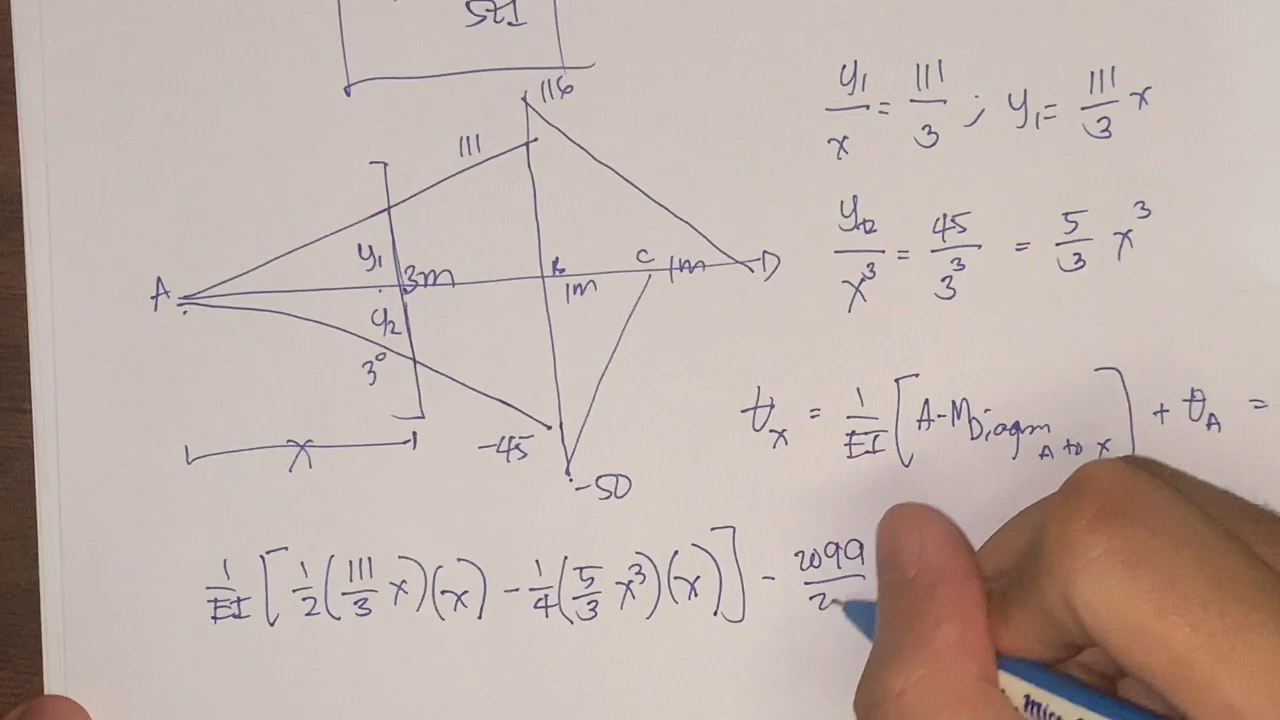 521
116
111
y₁
A 3m B 1m C 1m D
y₂
3°
-45
x
-50
y₁/x = 111/3 ; y₁ = 111/3 x
y₂/x³ = 45/3³ = 5/3 x³
θₓ = 1/EI [A-M Diagm A to x] + θ_A =
1/EI [1/2(111/3 x)(x) - 1/4(5/3 x³)(x)] - 2099/2